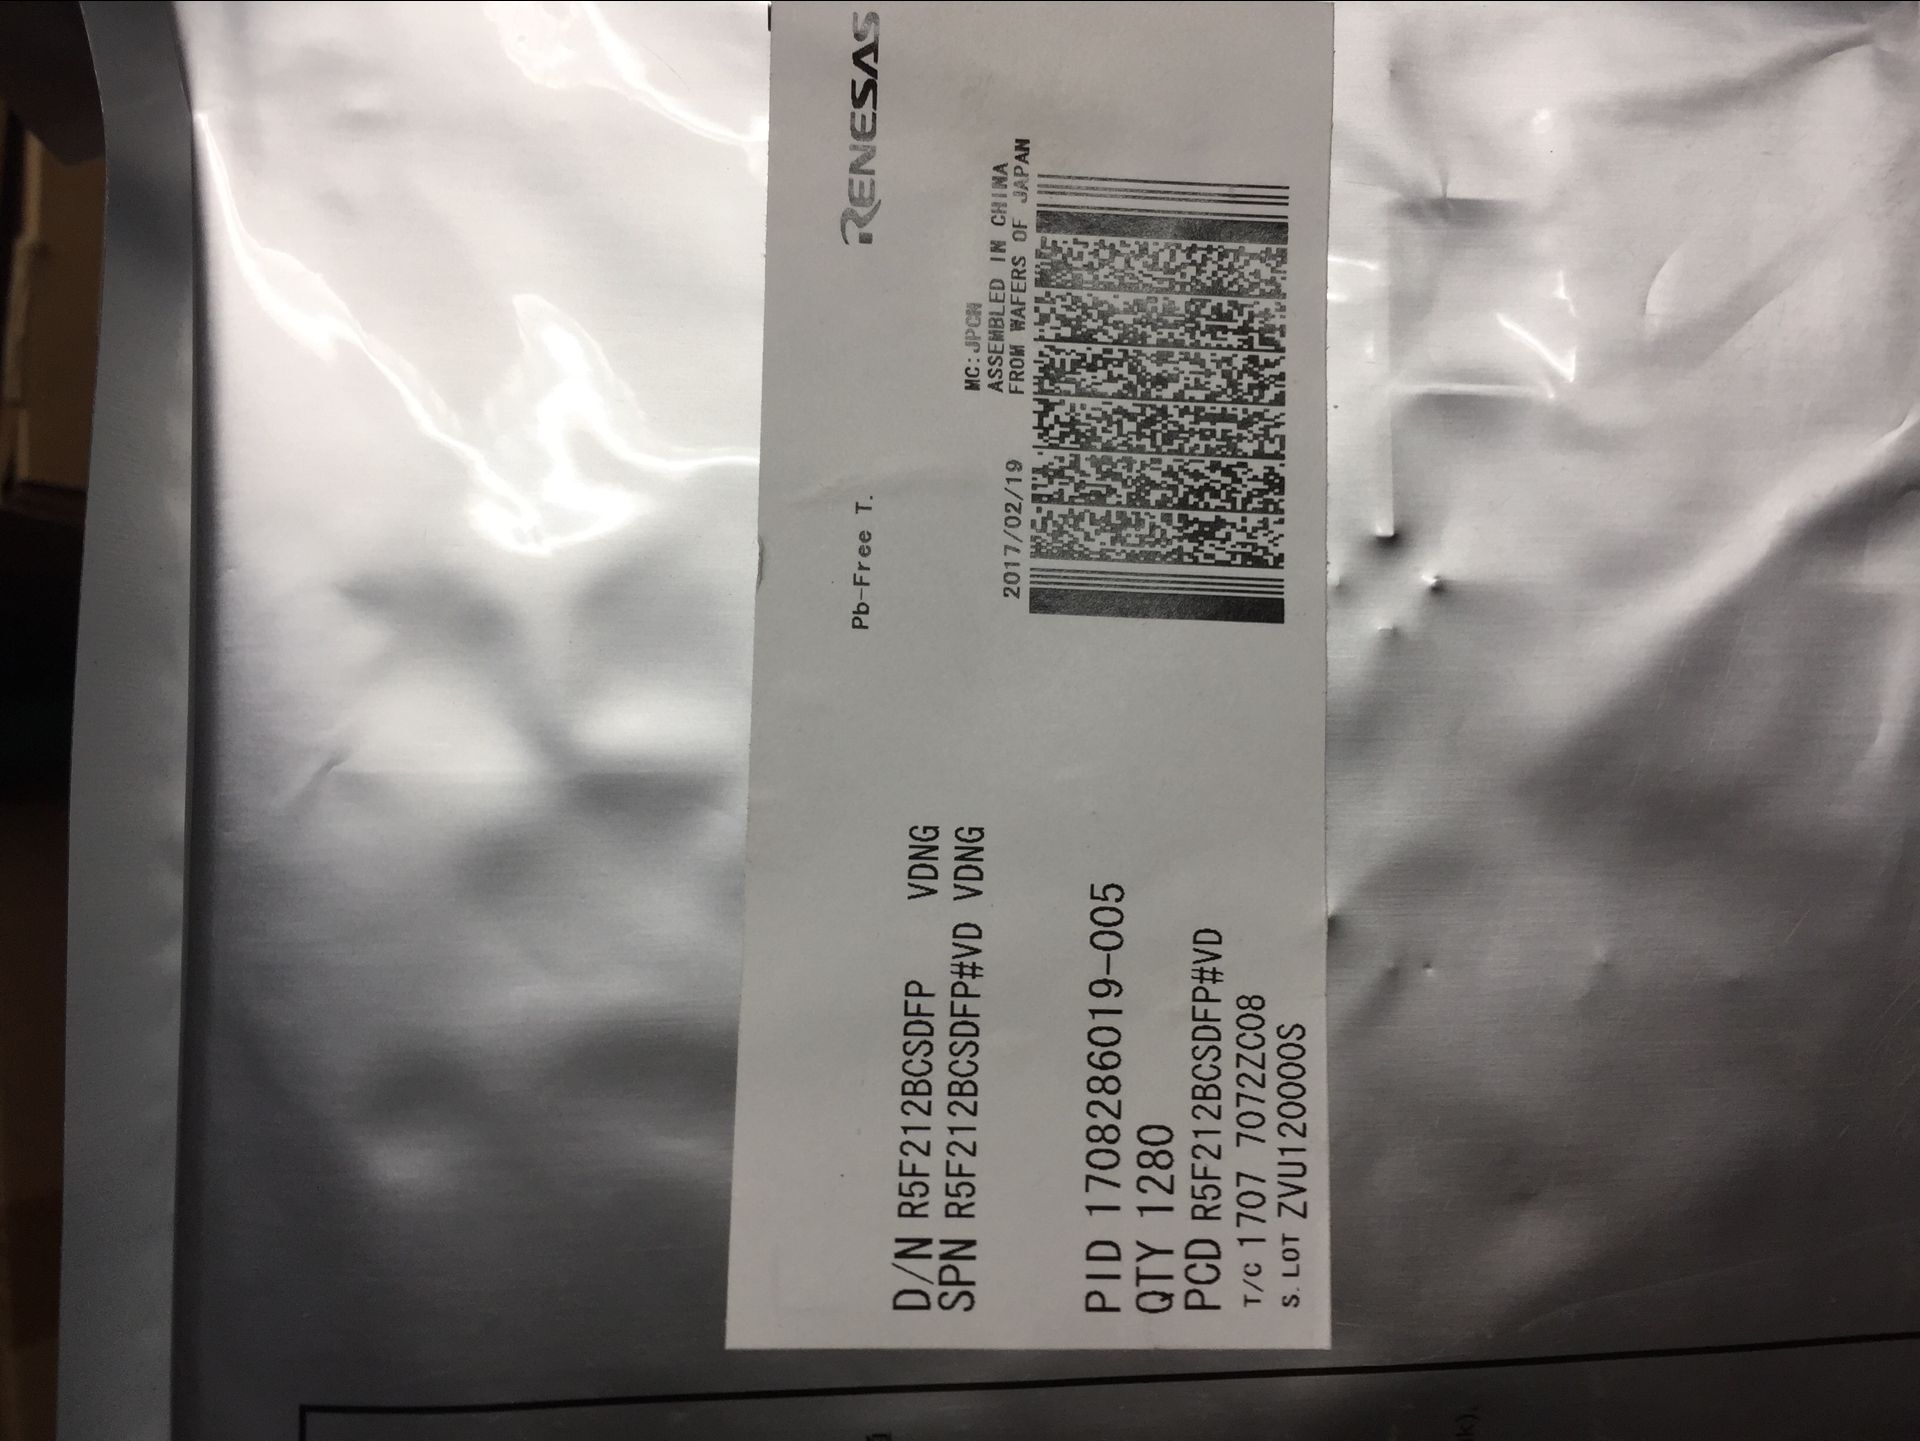 RENESAS
Pb-Free T.
D/N R5F212BCSDFP VDNG
SPN R5F212BCSDFP#VD VDNG
MC:JPCN
ASSEMBLED IN CHINA
2017/02/19 FROM WAFERS OF JAPAN
PID 1708286019-005
QTY 1280
PCD R5F212BCSDFP#VD
T/C 1707 7072ZC08
S. LOT ZVU12000OS